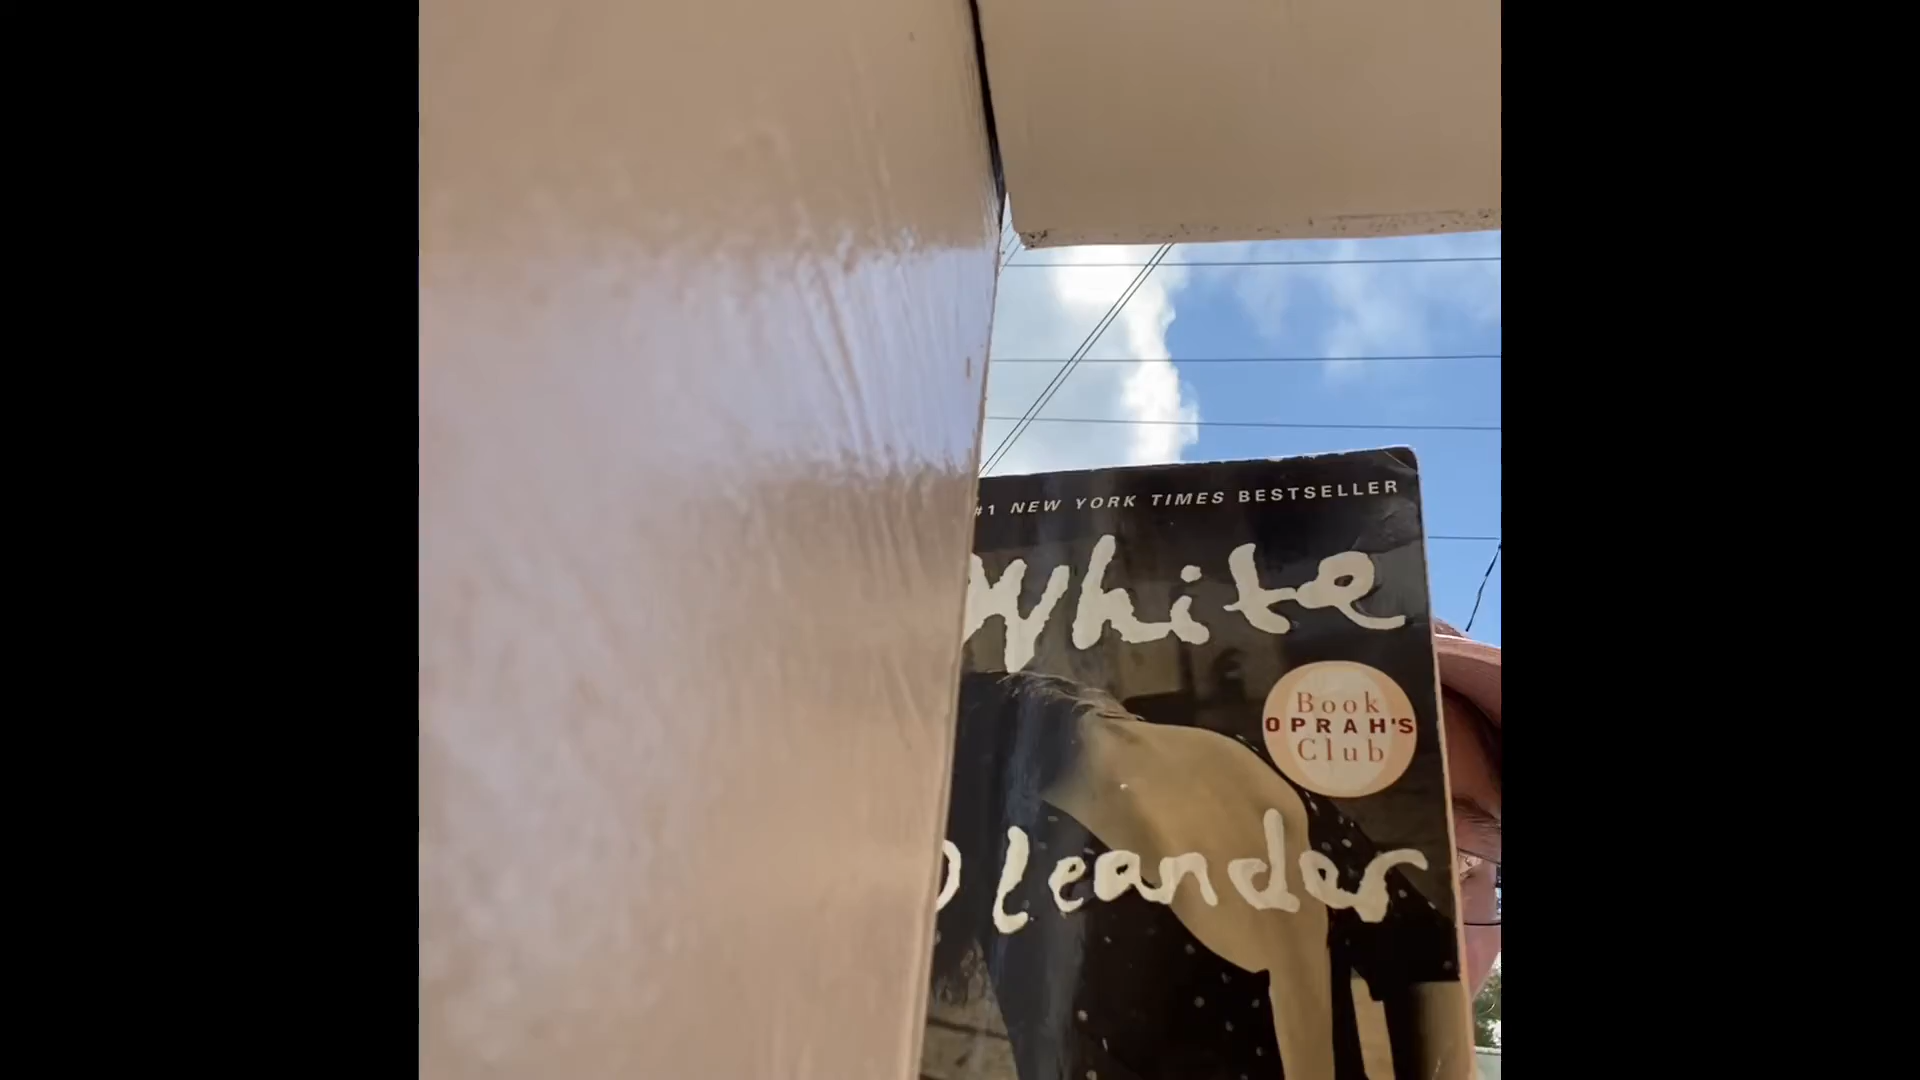 #1 NEW YORK TIMES BESTSELLER
White
Book
OPRAH'S
Club
Oleander